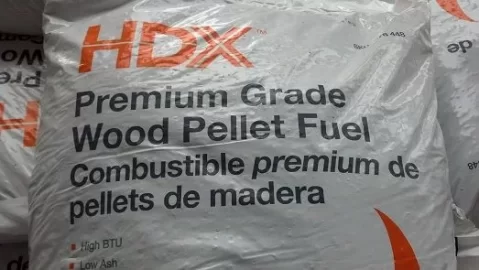 HDX
Premium Grade
Wood Pellet Fuel
Combustible premium de
pellets de madera
High BTU
Low Ash